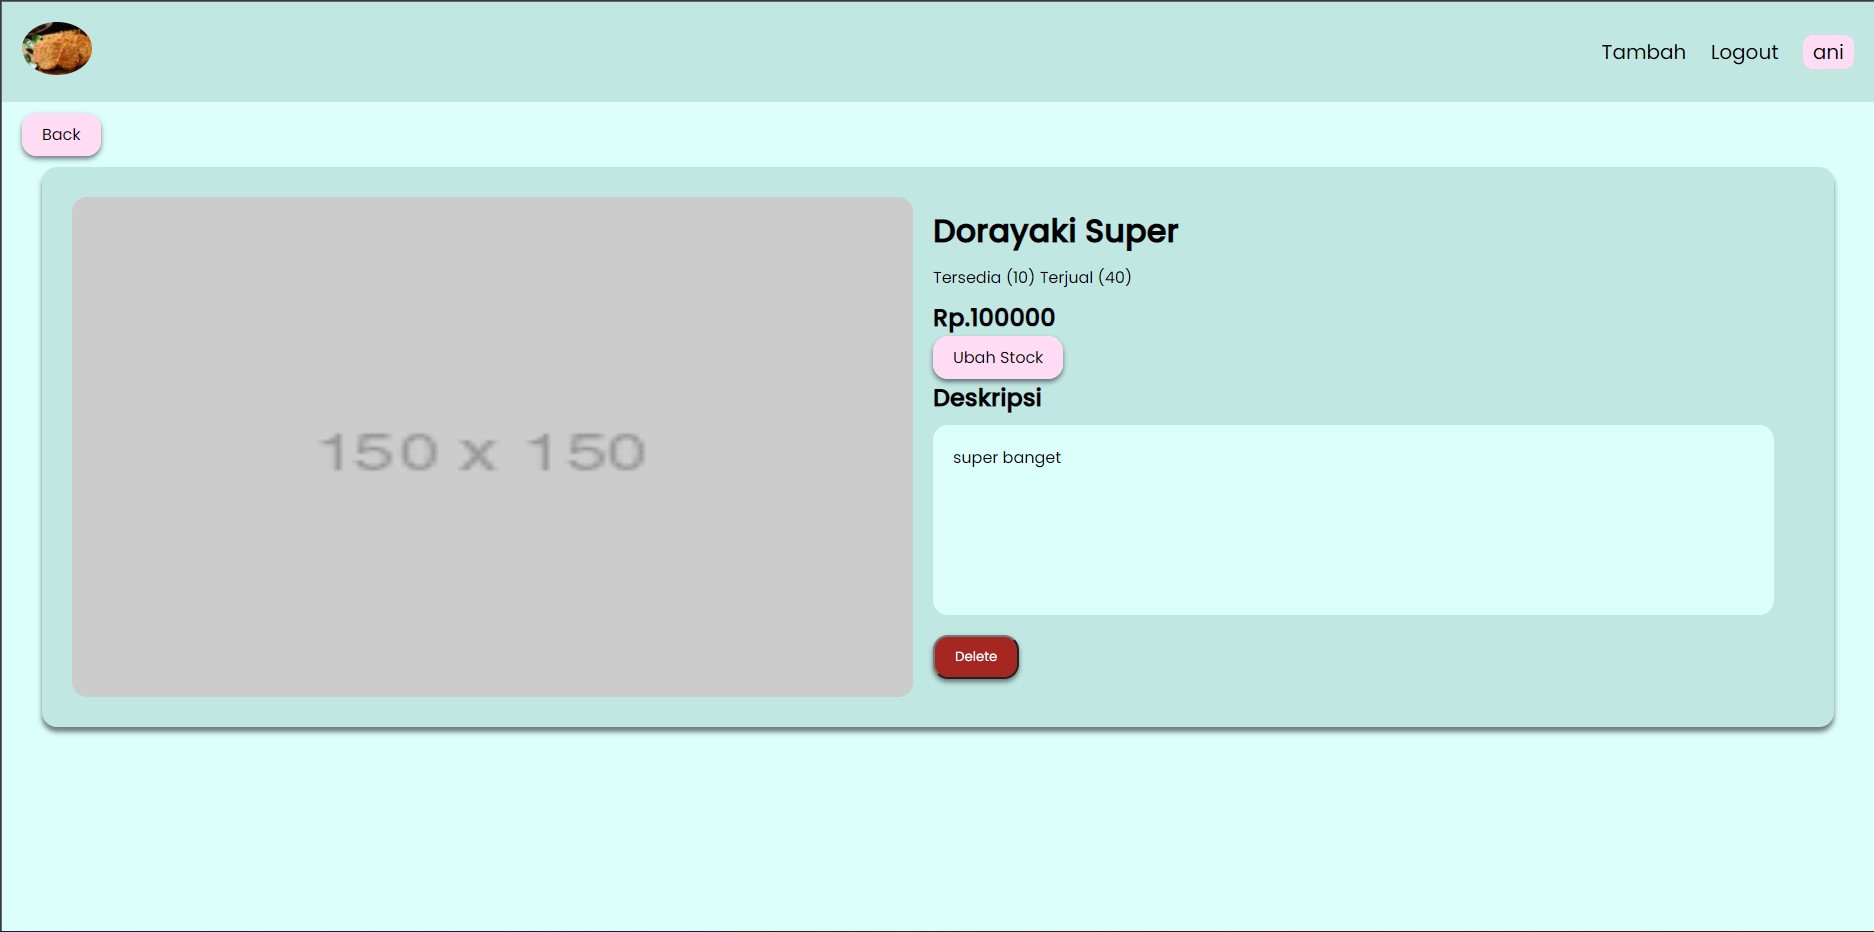 Tambah Logout ani
Back
150 x 150
Dorayaki Super
Tersedia (10) Terjual (40)
Rp.100000
Ubah Stock
Deskripsi
super banget
Delete